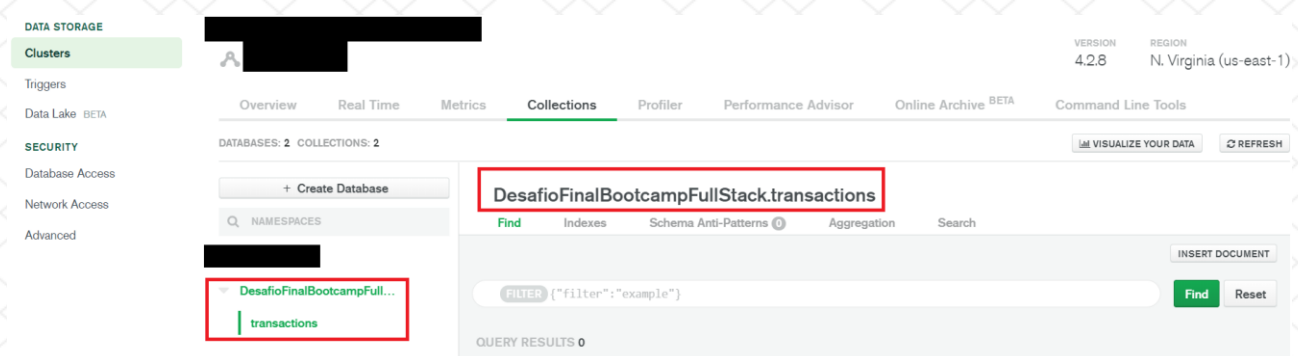 DATA STORAGE
Clusters
Triggers
Data Lake BETA
SECURITY
Database Access
Network Access
Advanced
VERSION
4.2.8
REGION
N. Virginia (us-east-1)
Overview Real Time Metrics Collections Profiler Performance Advisor Online Archive BETA Command Line Tools
DATABASES: 2 COLLECTIONS: 2
VISUALIZE YOUR DATA REFRESH
+ Create Database
NAMESPACES
DesafioFinalBootcampFull...
transactions
DesafioFinalBootcampFullStack.transactions
Find Indexes Schema Anti-Patterns 0 Aggregation Search
INSERT DOCUMENT
FILTER {"filter":"example"}
Find Reset
QUERY RESULTS 0